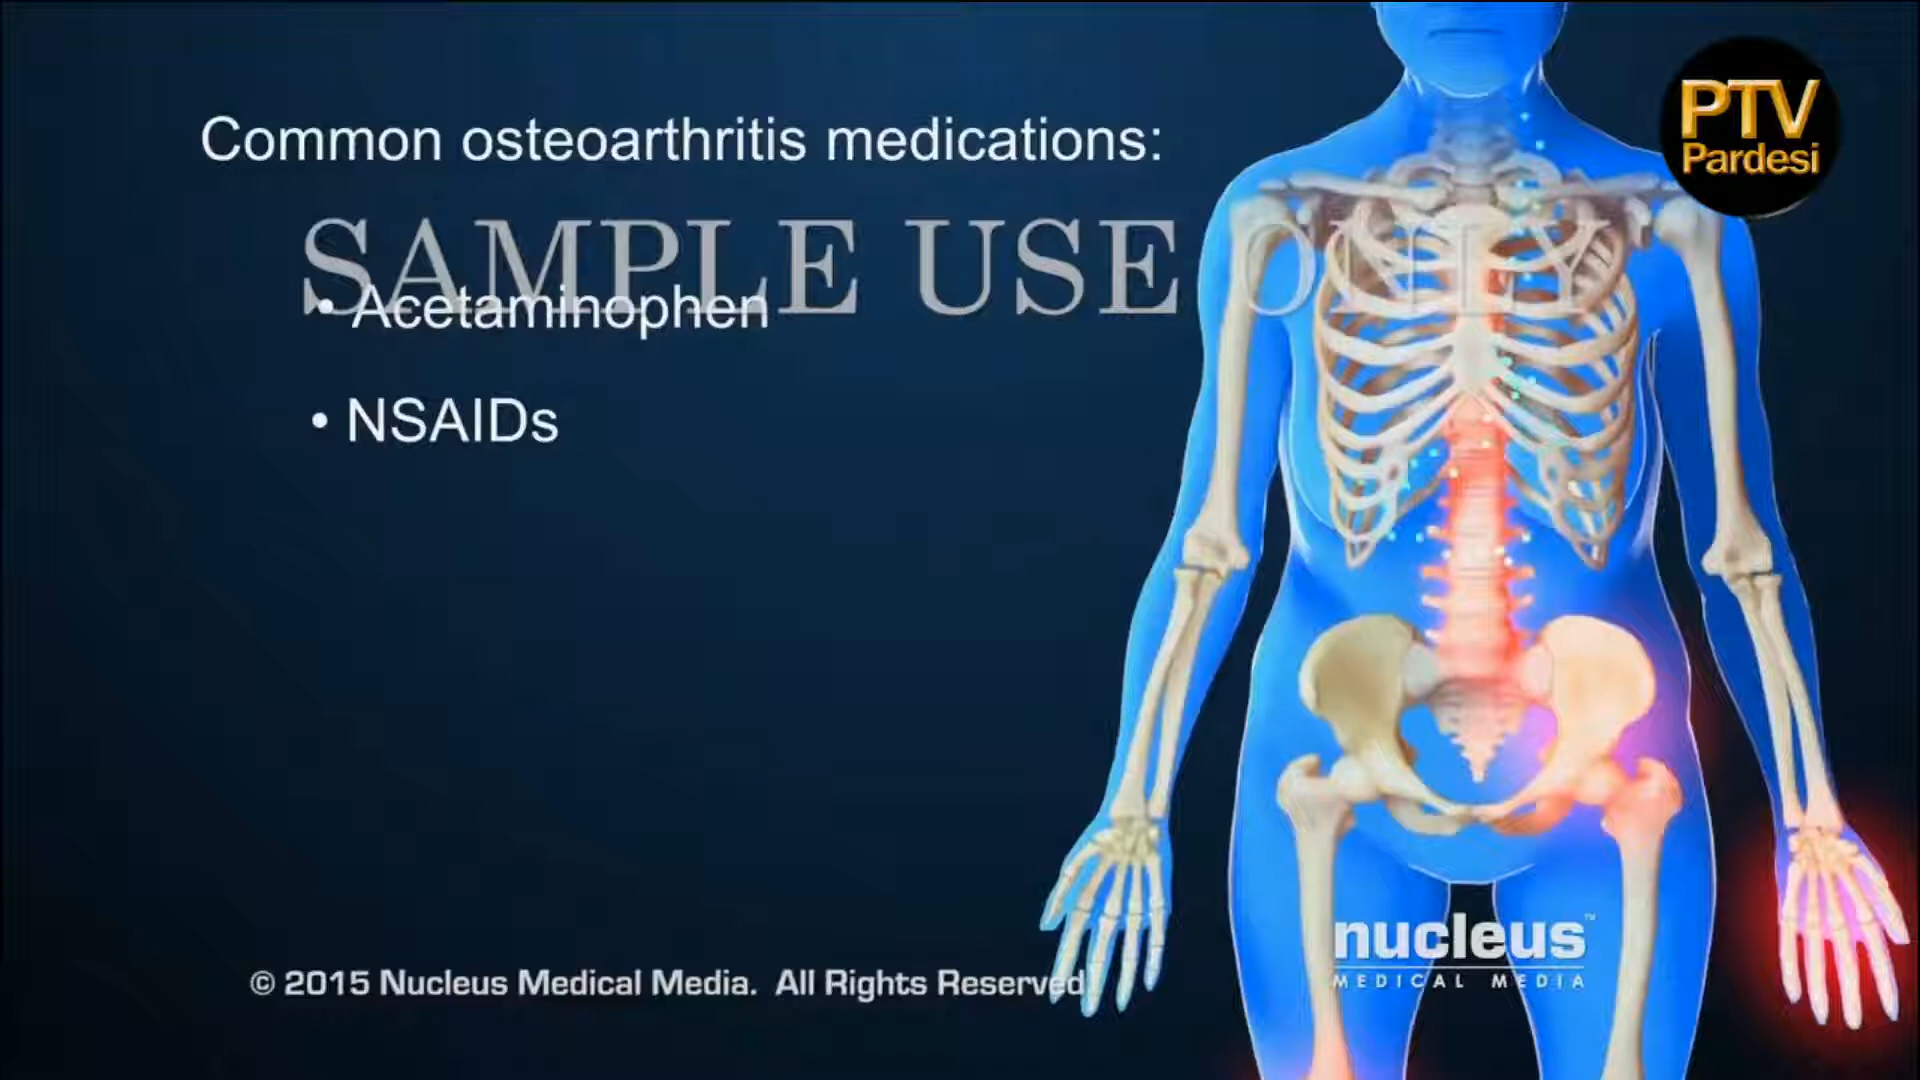 Common osteoarthritis medications:
PTV
Pardesi
SAMPLE USE ONLY
• Acetaminophen
• NSAIDs
nucleus™
MEDICAL MEDIA
© 2015 Nucleus Medical Media. All Rights Reserved